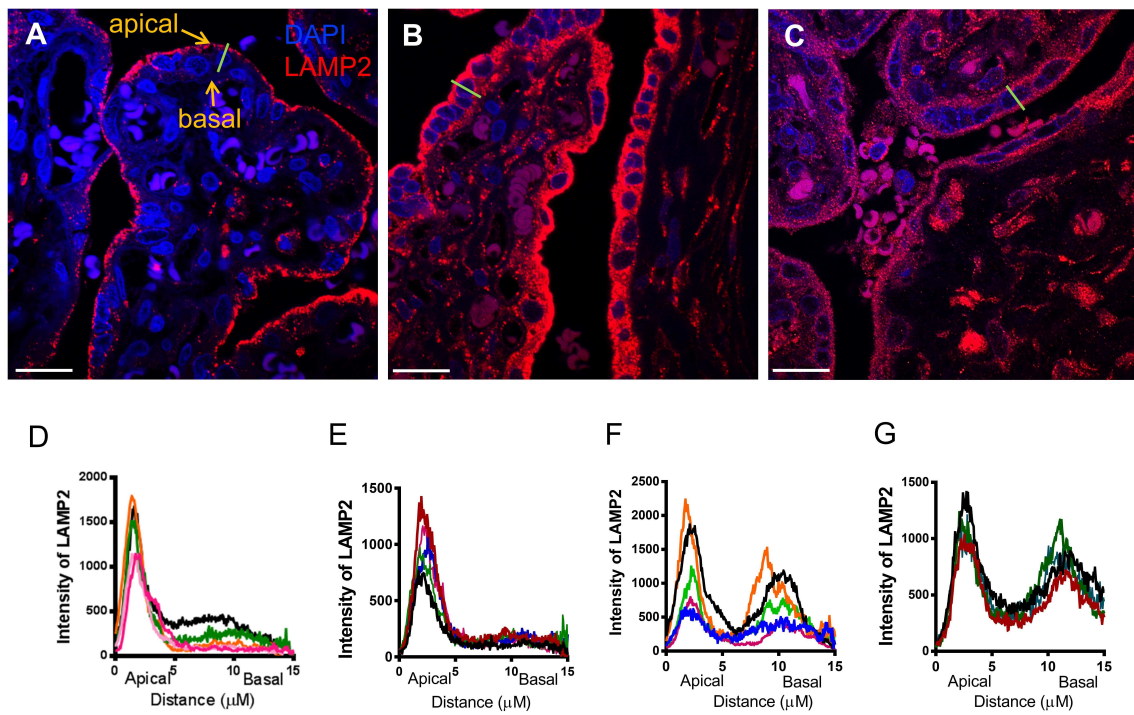 A
apical
DAPI
LAMP2
basal
B
C
D
Intensity of LAMP2
2000
1500
1000
500
0
0 5 10 15
Apical Basal
Distance (μM)
E
Intensity of LAMP2
1500
1000
500
0
0 5 10 15
Apical Basal
Distance (μM)
F
Intensity of LAMP2
2500
2000
1500
1000
500
0
0 5 10 15
Apical Basal
Distance (μM)
G
Intensity of LAMP2
1500
1000
500
0
0 5 10 15
Apical Basal
Distance (μM)